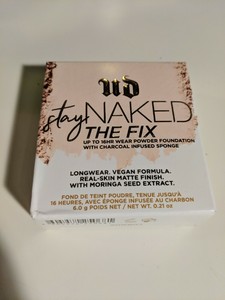 UD
stay NAKED
THE FIX
UP TO 16HR WEAR POWDER FOUNDATION
WITH CHARCOAL INFUSED SPONGE
LONGWEAR. VEGAN FORMULA.
REAL-SKIN MATTE FINISH.
WITH MORINGA SEED EXTRACT.
FOND DE TEINT POUDRE, TENUE JUSQU'À
16 HEURES, AVEC ÉPONGE INFUSÉE AU CHARBON
6.0 g POIDS NET / NET WT. 0.21 oz